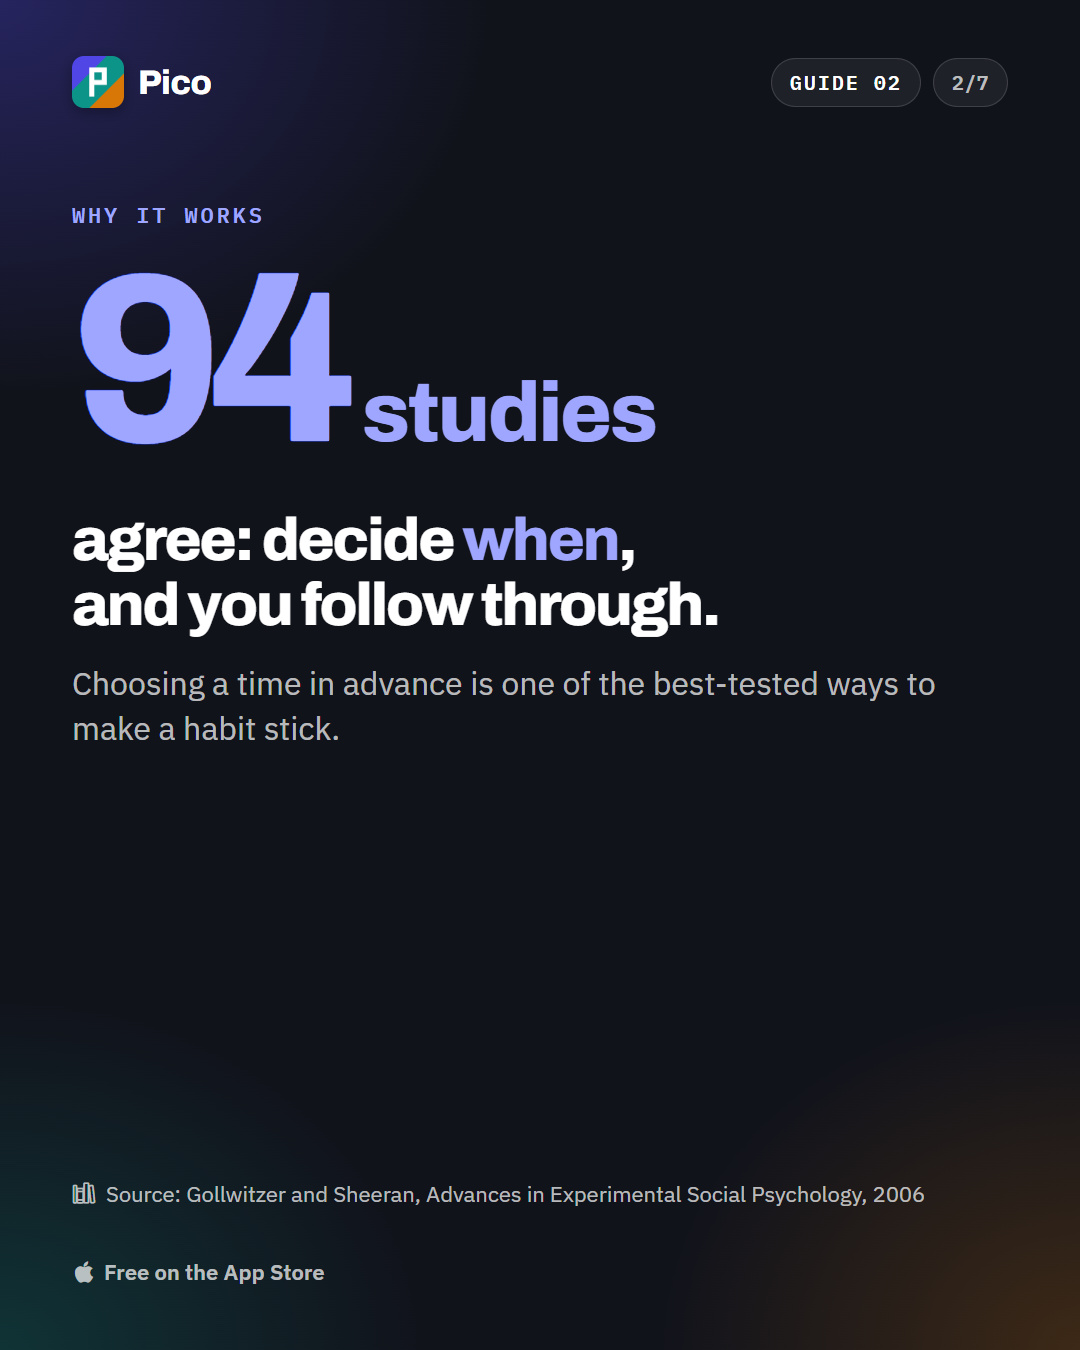 Pico
GUIDE 02
2/7
WHY IT WORKS
94 studies
agree: decide when,
and you follow through.
Choosing a time in advance is one of the best-tested ways to
make a habit stick.
Source: Gollwitzer and Sheeran, Advances in Experimental Social Psychology, 2006
Free on the App Store